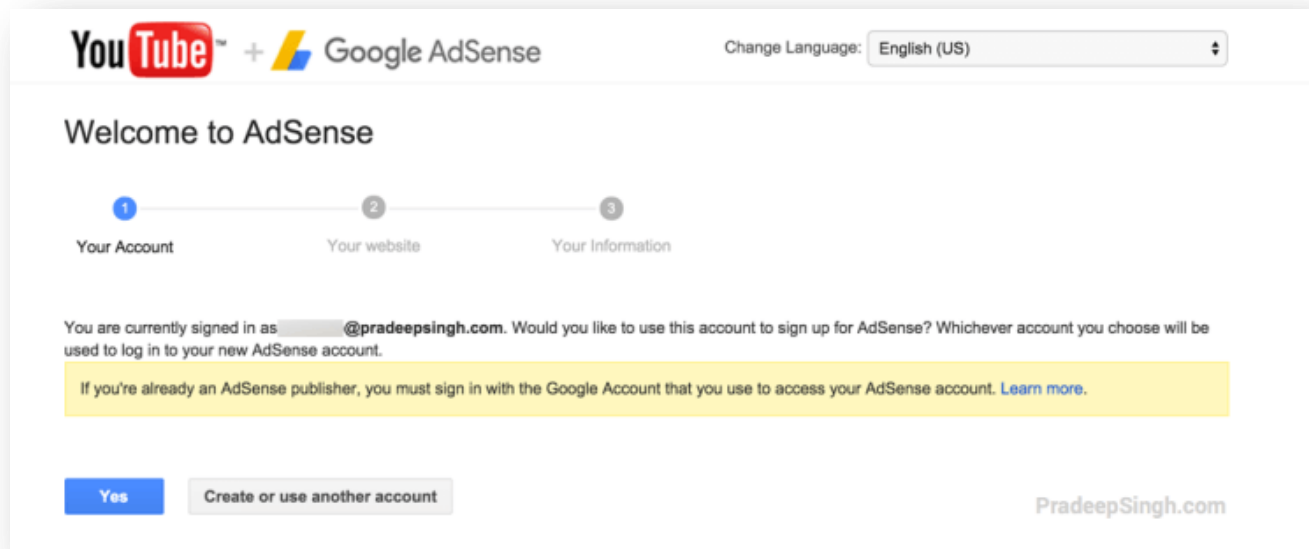 YouTube™ + Google AdSense
Change Language: English (US)
Welcome to AdSense
1 2 3
Your Account Your website Your Information
You are currently signed in as @pradeepsingh.com. Would you like to use this account to sign up for AdSense? Whichever account you choose will be
used to log in to your new AdSense account.
If you're already an AdSense publisher, you must sign in with the Google Account that you use to access your AdSense account. Learn more.
Yes Create or use another account
PradeepSingh.com